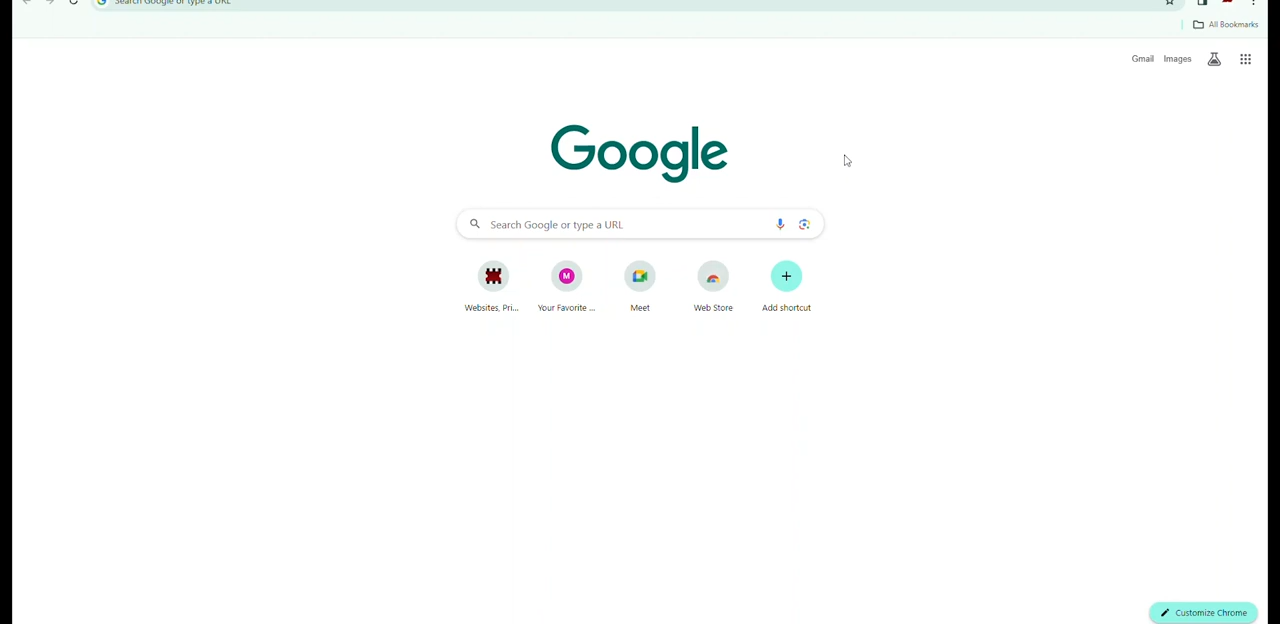 Search Google or type a URL
All Bookmarks
Gmail Images
Google
Search Google or type a URL
M
Websites, Pri... Your Favorite ... Meet Web Store Add shortcut
Customize Chrome